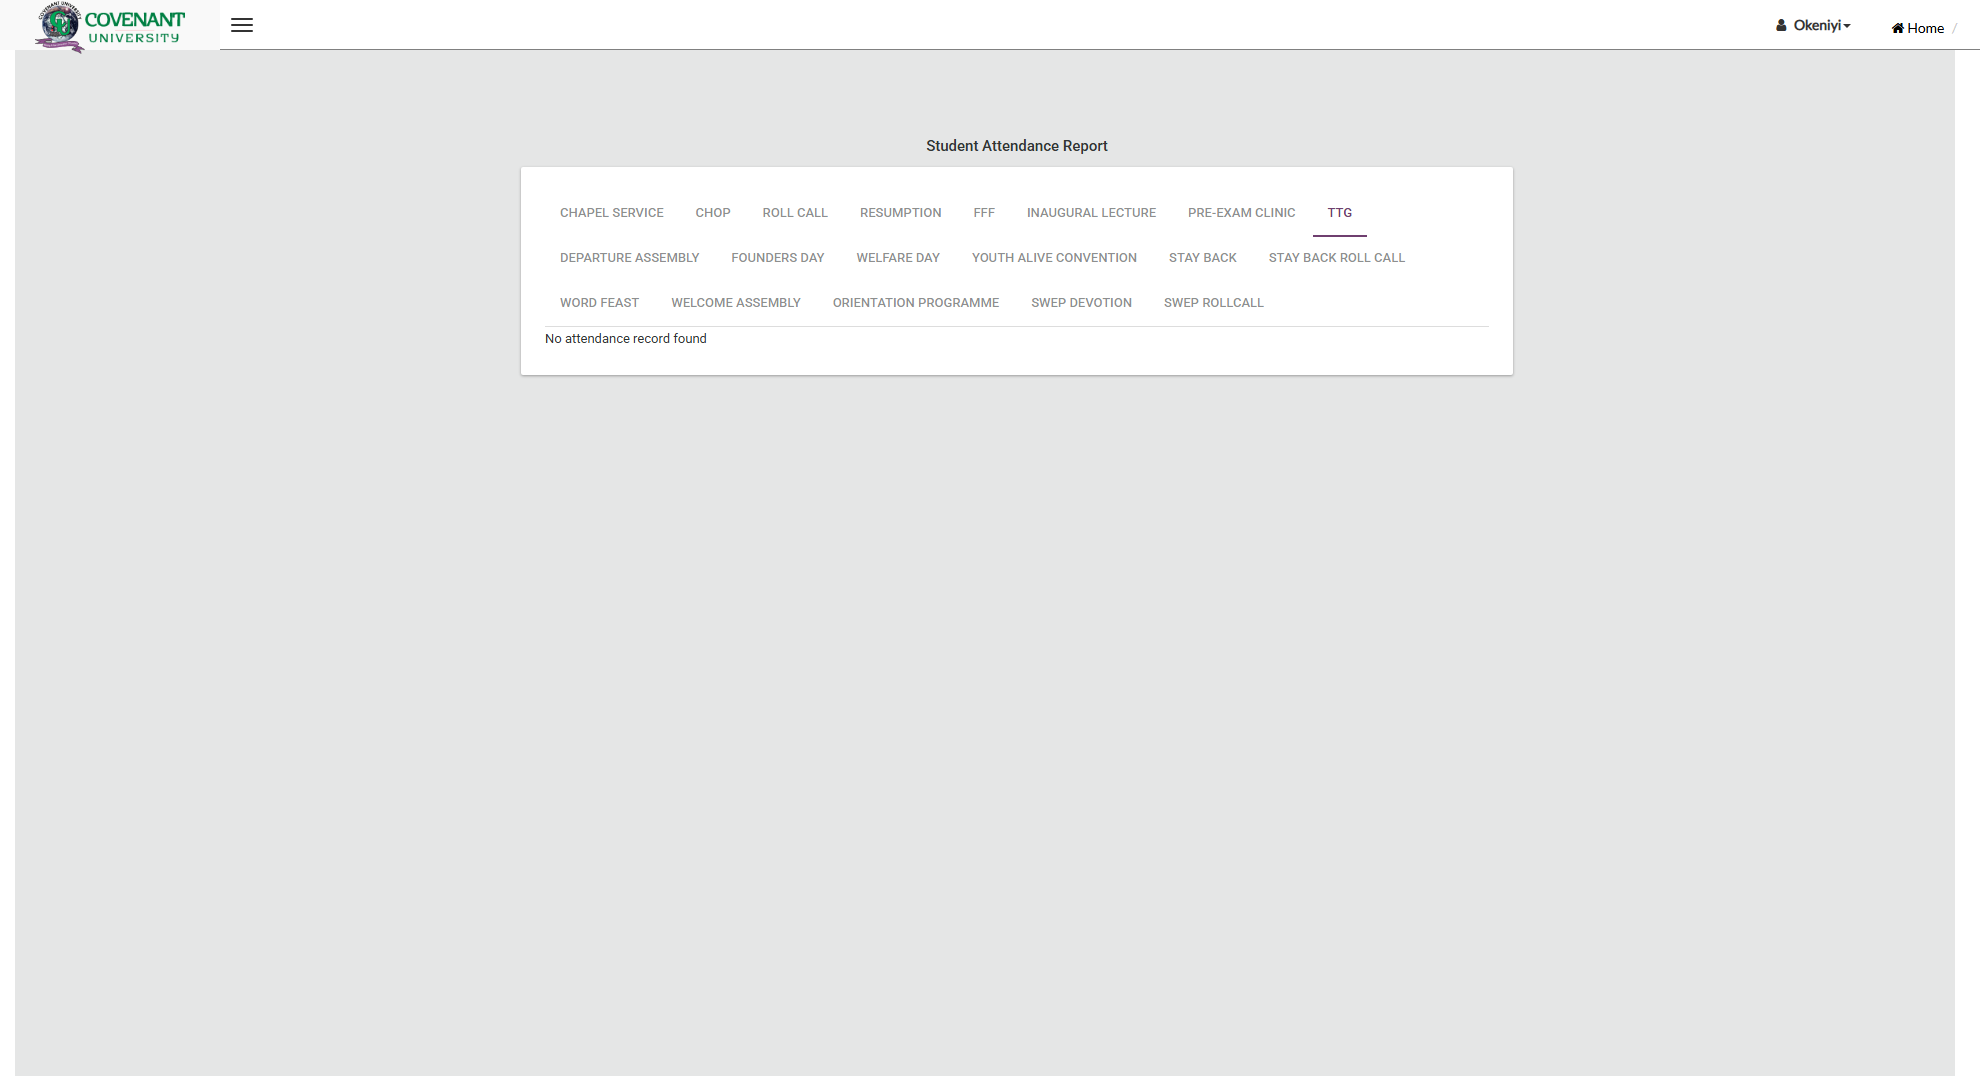 COVENANT
UNIVERSITY
Okeniyi
Home /
Student Attendance Report
CHAPEL SERVICE CHOP ROLL CALL RESUMPTION FFF INAUGURAL LECTURE PRE-EXAM CLINIC TTG
DEPARTURE ASSEMBLY FOUNDERS DAY WELFARE DAY YOUTH ALIVE CONVENTION STAY BACK STAY BACK ROLL CALL
WORD FEAST WELCOME ASSEMBLY ORIENTATION PROGRAMME SWEP DEVOTION SWEP ROLLCALL
No attendance record found